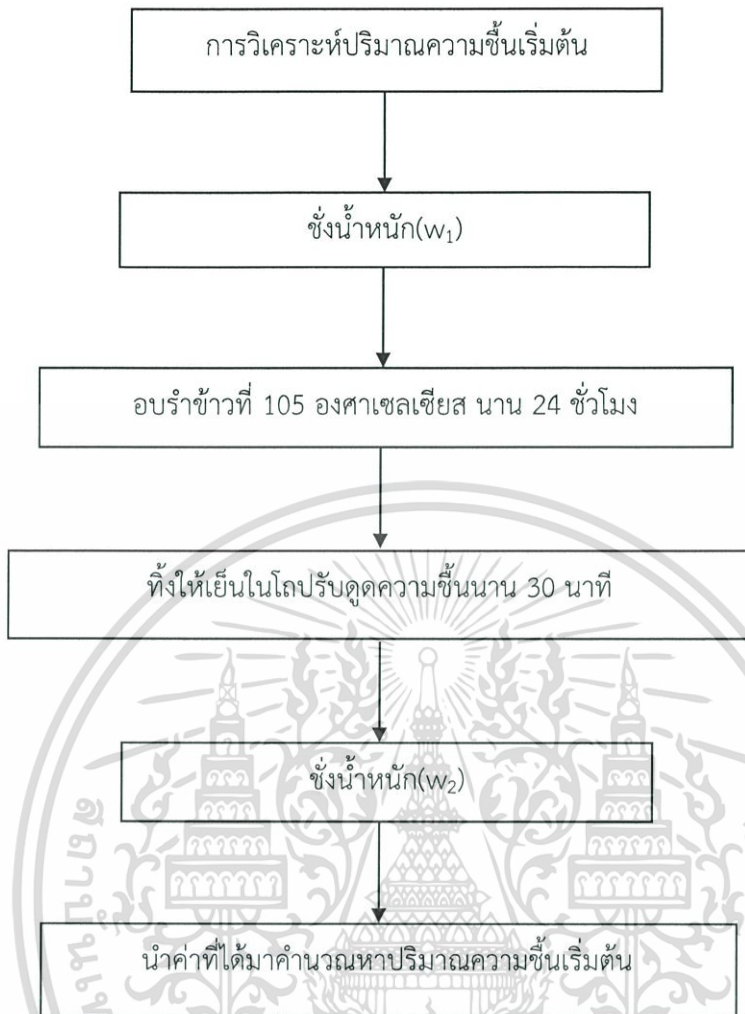 การวิเคราะห์ปริมาณความชื้นเริ่มต้น
ชั่งน้ำหนัก(w₁)
อบรำข้าวที่ 105 องศาเซลเซียส นาน 24 ชั่วโมง
ทิ้งให้เย็นในโถปรับดูดความชื้นนาน 30 นาที
ชั่งน้ำหนัก(w₂)
นำค่าที่ได้มาคำนวณหาปริมาณความชื้นเริ่มต้น